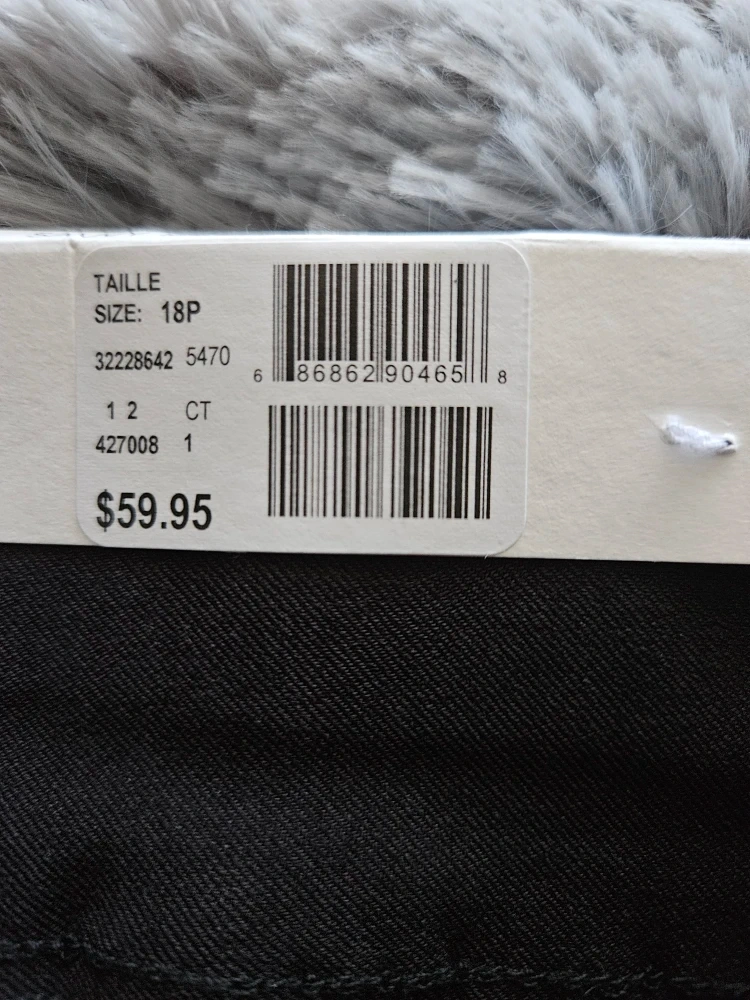 TAILLE
SIZE: 18P
32228642 5470
1 2 CT
427008 1
$59.95
6 86862 90465 8